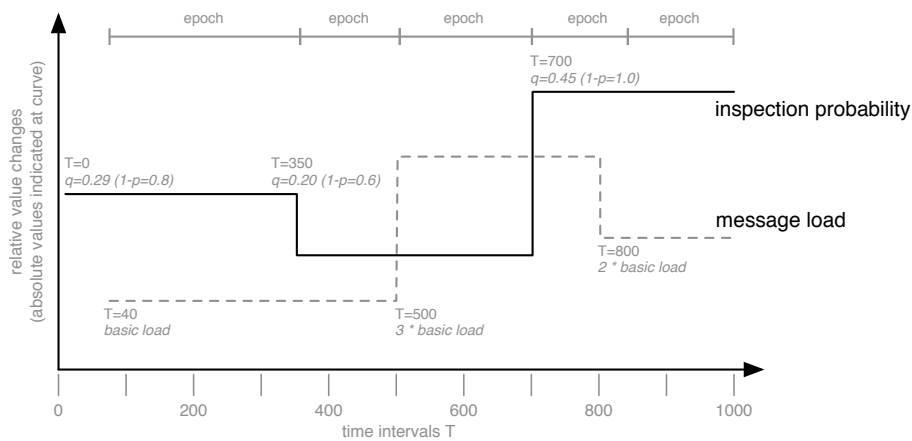 epoch epoch epoch epoch epoch
T=700
q=0.45 (1-p=1.0)
inspection probability
T=0
q=0.29 (1-p=0.8)
T=350
q=0.20 (1-p=0.6)
message load
T=800
2 * basic load
T=40
basic load
T=500
3 * basic load
relative value changes
(absolute values indicated at curve)
0 200 400 600 800 1000
time intervals T